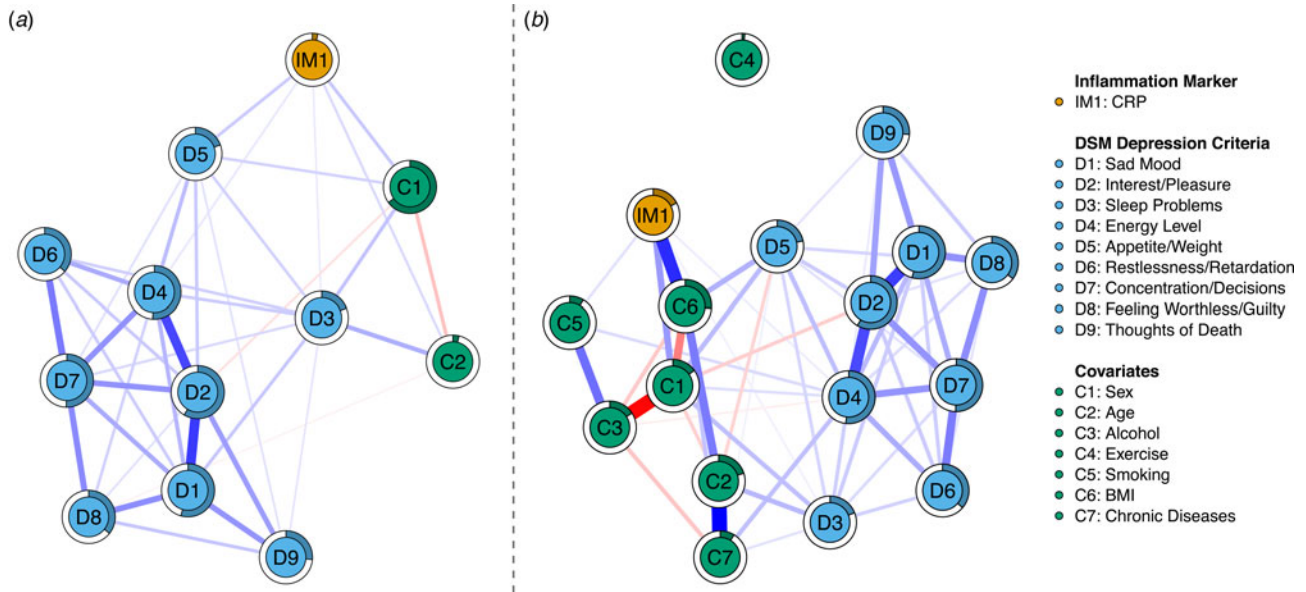 (a)
IM1
D5
C1
D6
D4
D3
C2
D7
D2
D1
D8
D9
(b)
C4
D9
IM1
D5
D1
D8
C6
D2
C5
C1
D4
D7
C3
C2
D6
D3
C7
Inflammation Marker
IM1: CRP
DSM Depression Criteria
D1: Sad Mood
D2: Interest/Pleasure
D3: Sleep Problems
D4: Energy Level
D5: Appetite/Weight
D6: Restlessness/Retardation
D7: Concentration/Decisions
D8: Feeling Worthless/Guilty
D9: Thoughts of Death
Covariates
C1: Sex
C2: Age
C3: Alcohol
C4: Exercise
C5: Smoking
C6: BMI
C7: Chronic Diseases